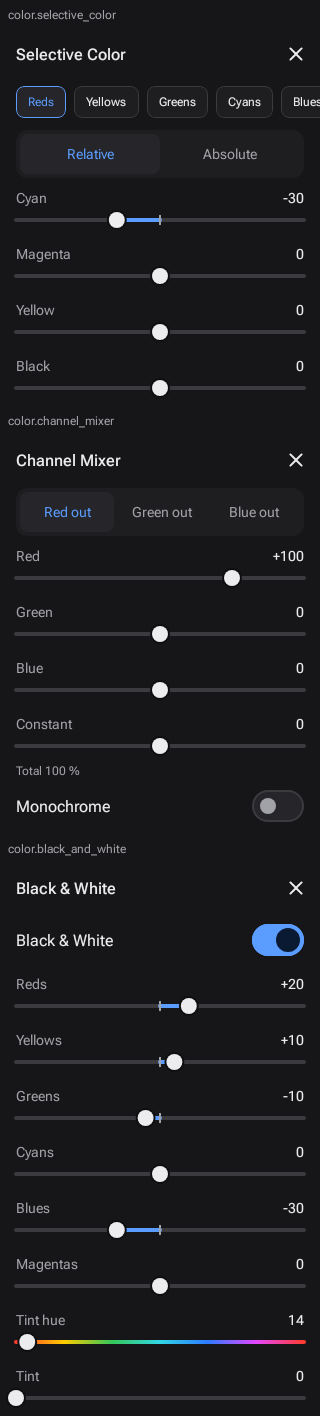 color.selective_color
Selective Color
Reds Yellows Greens Cyans Blues
Relative Absolute
Cyan -30
Magenta 0
Yellow 0
Black 0
color.channel_mixer
Channel Mixer
Red out Green out Blue out
Red +100
Green 0
Blue 0
Constant 0
Total 100 %
Monochrome
color.black_and_white
Black & White
Black & White
Reds +20
Yellows +10
Greens -10
Cyans 0
Blues -30
Magentas 0
Tint hue 14
Tint 0